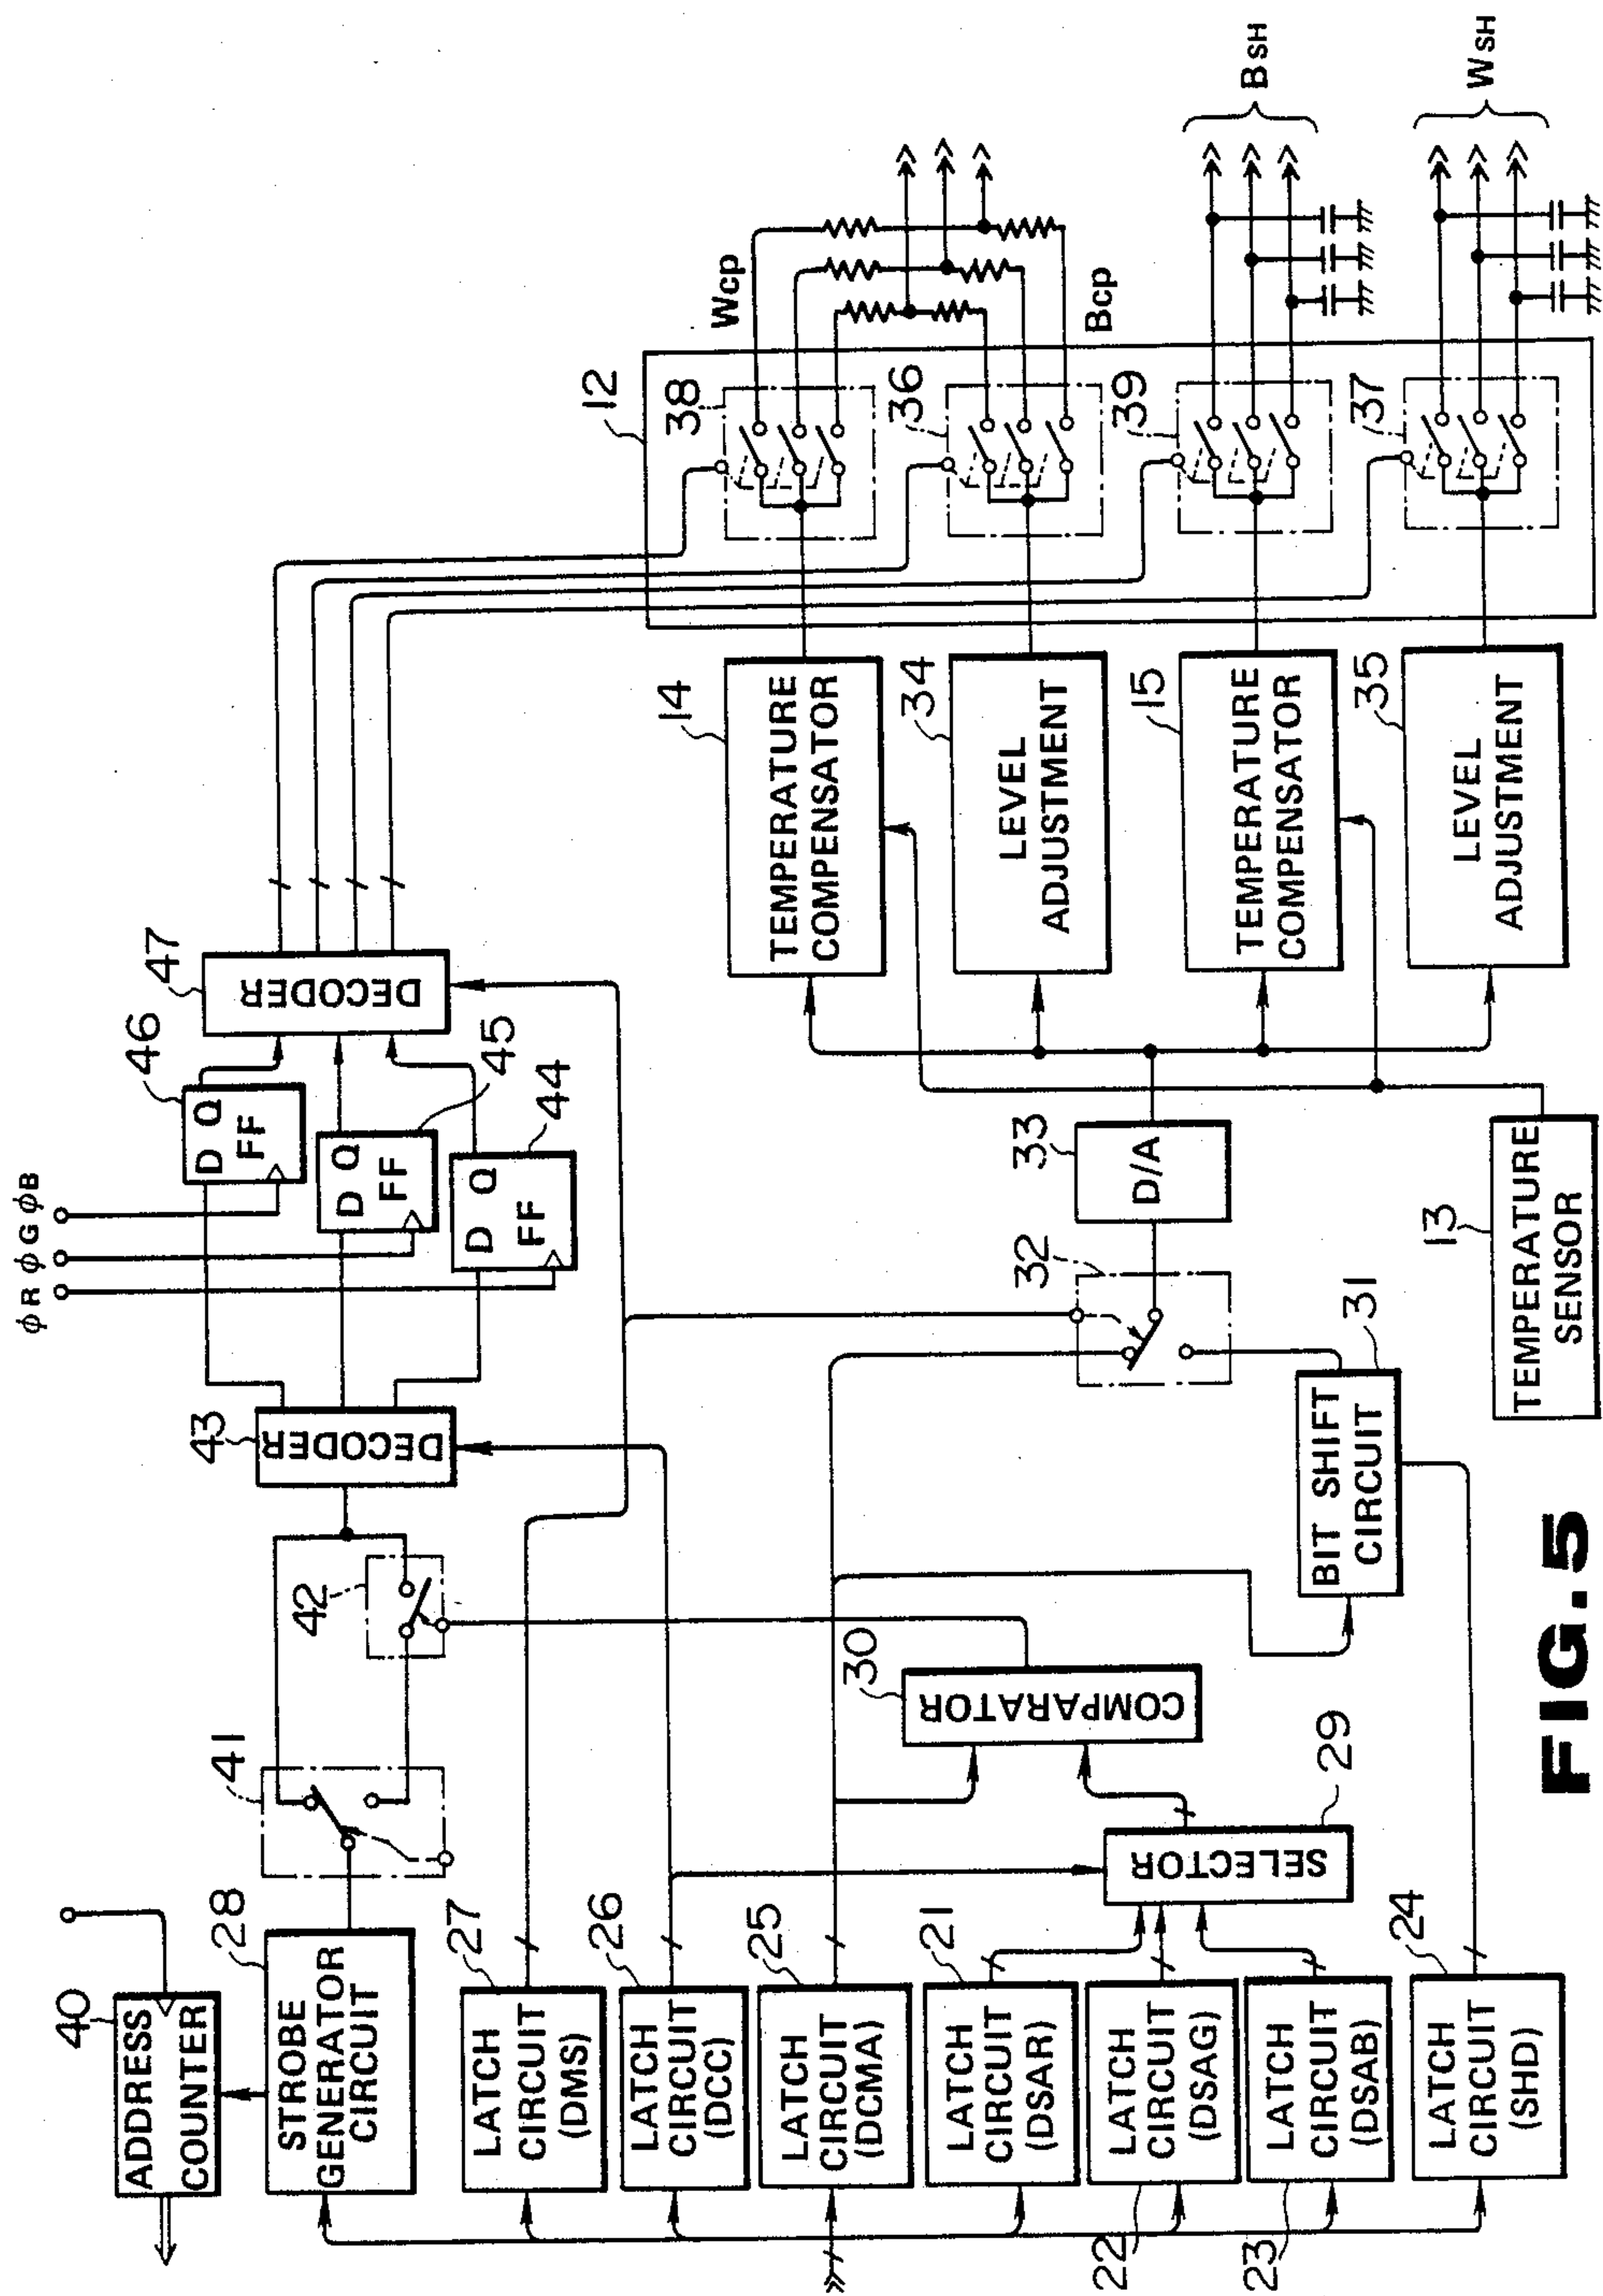 40
ADDRESS
COUNTER
28
STROBE
GENERATOR
CIRCUIT
27
LATCH
CIRCUIT
(DMS)
26
LATCH
CIRCUIT
(DCC)
25
LATCH
CIRCUIT
(DCMA)
21
LATCH
CIRCUIT
(DSAR)
22
LATCH
CIRCUIT
(DSAG)
23
LATCH
CIRCUIT
(DSAB)
24
LATCH
CIRCUIT
(SHD)
41
42
29
SELECTOR
30
COMPARATOR
43
DECODER
31
BIT SHIFT
CIRCUIT
32
33
D/A
13
TEMPERATURE
SENSOR
ϕR ϕG ϕB
46
D Q
FF
45
D Q
FF
44
D Q
FF
47
DECODER
14
TEMPERATURE
COMPENSATOR
34
LEVEL
ADJUSTMENT
15
TEMPERATURE
COMPENSATOR
35
LEVEL
ADJUSTMENT
12
38
36
39
37
Wcp
Bcp
BSH
WSH
FIG.5